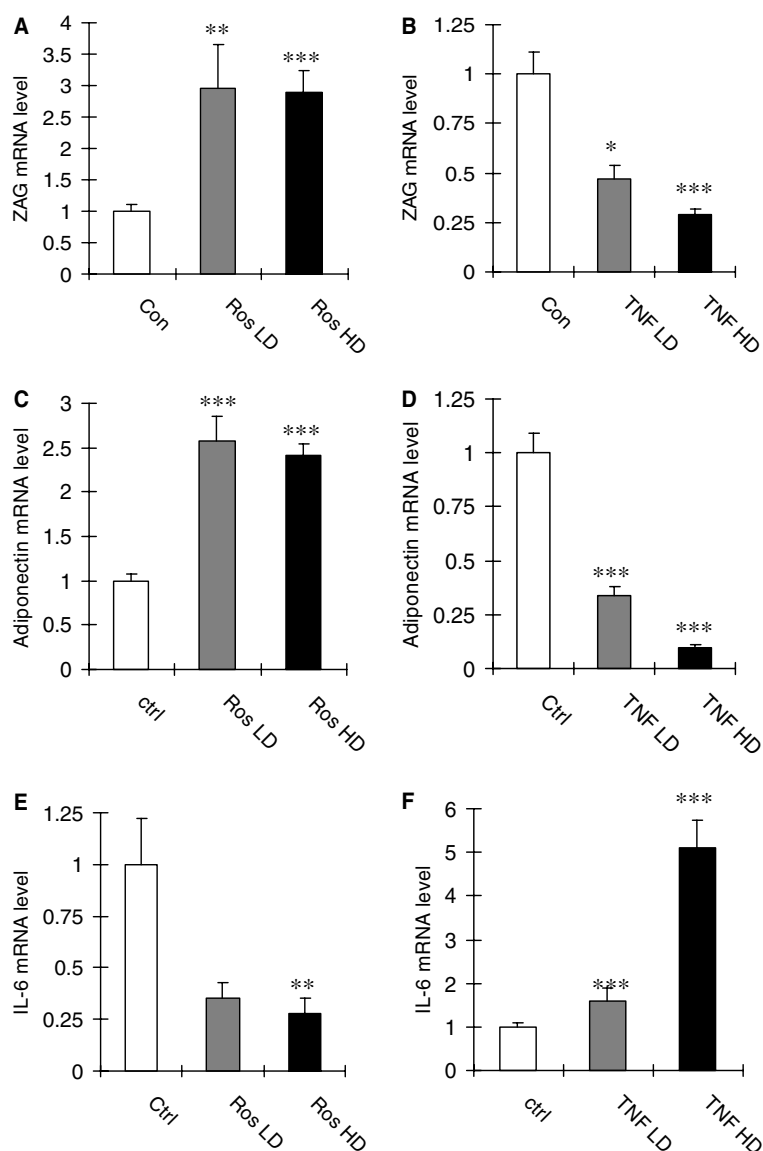 A
ZAG mRNA level
4
3.5
3
2.5
2
1.5
1
0.5
0
**
***
Con
Ros LD
Ros HD
B
ZAG mRNA level
1.25
1
0.75
0.5
0.25
0
*
***
Con
TNF LD
TNF HD
C
Adiponectin mRNA level
3
2.5
2
1.5
1
0.5
0
***
***
ctrl
Ros LD
Ros HD
D
Adiponectin mRNA level
1.25
1
0.75
0.5
0.25
0
***
***
Ctrl
TNF LD
TNF HD
E
IL-6 mRNA level
1.25
1
0.75
0.5
0.25
0
**
Ctrl
Ros LD
Ros HD
F
IL-6 mRNA level
6
5
4
3
2
1
0
***
***
ctrl
TNF LD
TNF HD